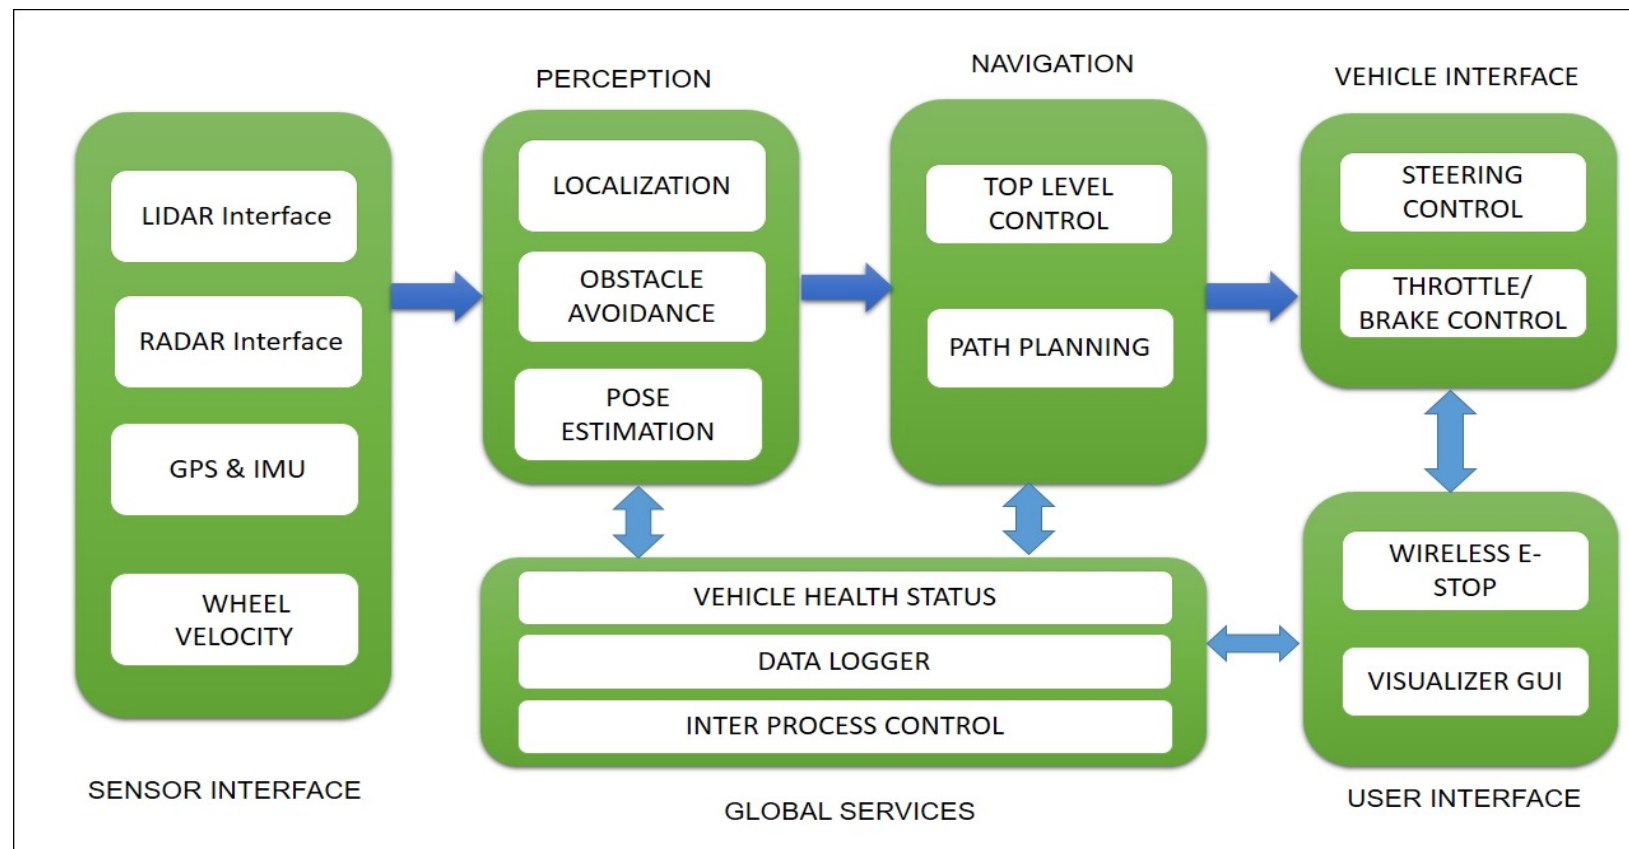 PERCEPTION
NAVIGATION
VEHICLE INTERFACE
LIDAR Interface
RADAR Interface
GPS & IMU
WHEEL
VELOCITY
SENSOR INTERFACE
LOCALIZATION
OBSTACLE
AVOIDANCE
POSE
ESTIMATION
TOP LEVEL
CONTROL
PATH PLANNING
STEERING
CONTROL
THROTTLE/
BRAKE CONTROL
VEHICLE HEALTH STATUS
DATA LOGGER
INTER PROCESS CONTROL
GLOBAL SERVICES
WIRELESS E-
STOP
VISUALIZER GUI
USER INTERFACE